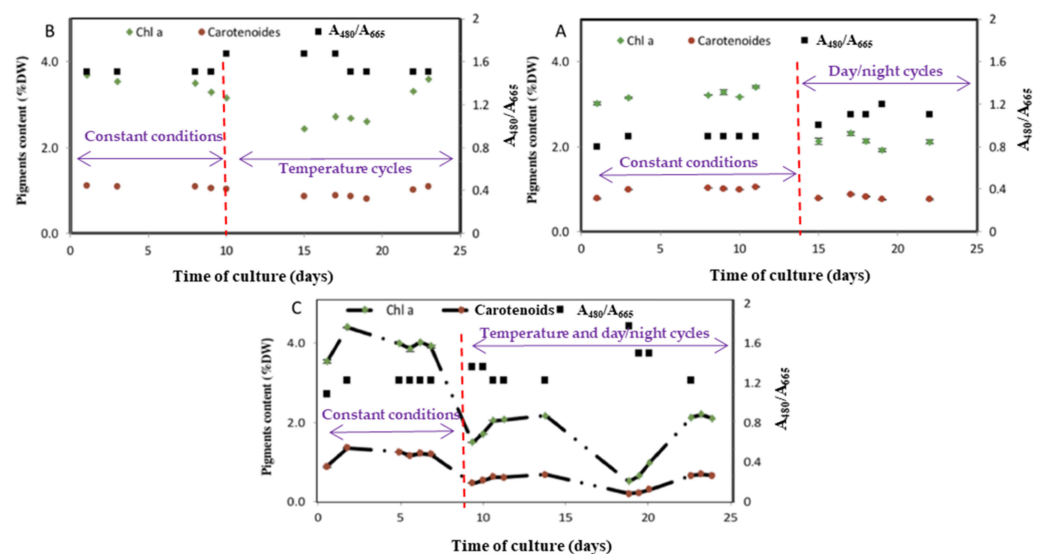 B
Chl a Carotenoides A480/A665
Pigments content (%DW)
4.0
2.0
0.0
2
1.6
1.2
0.8
0.4
0
A480/A665
Constant conditions
Temperature cycles
0 5 10 15 20 25
Time of culture (days)
A
Chl a Carotenoides A480/A665
Pigments content (%DW)
4.0
3.0
2.0
1.0
0.0
2
1.6
1.2
0.8
0.4
0
A480/A665
Day/night cycles
Constant conditions
0 5 10 15 20 25
Time of culture (days)
C
Chl a Carotenoids A480/A665
Pigments content (%DW)
4.0
2.0
0.0
2
1.6
1.2
0.8
0.4
0
A480/A665
Temperature and day/night cycles
Constant conditions
0 5 10 15 20 25
Time of culture (days)